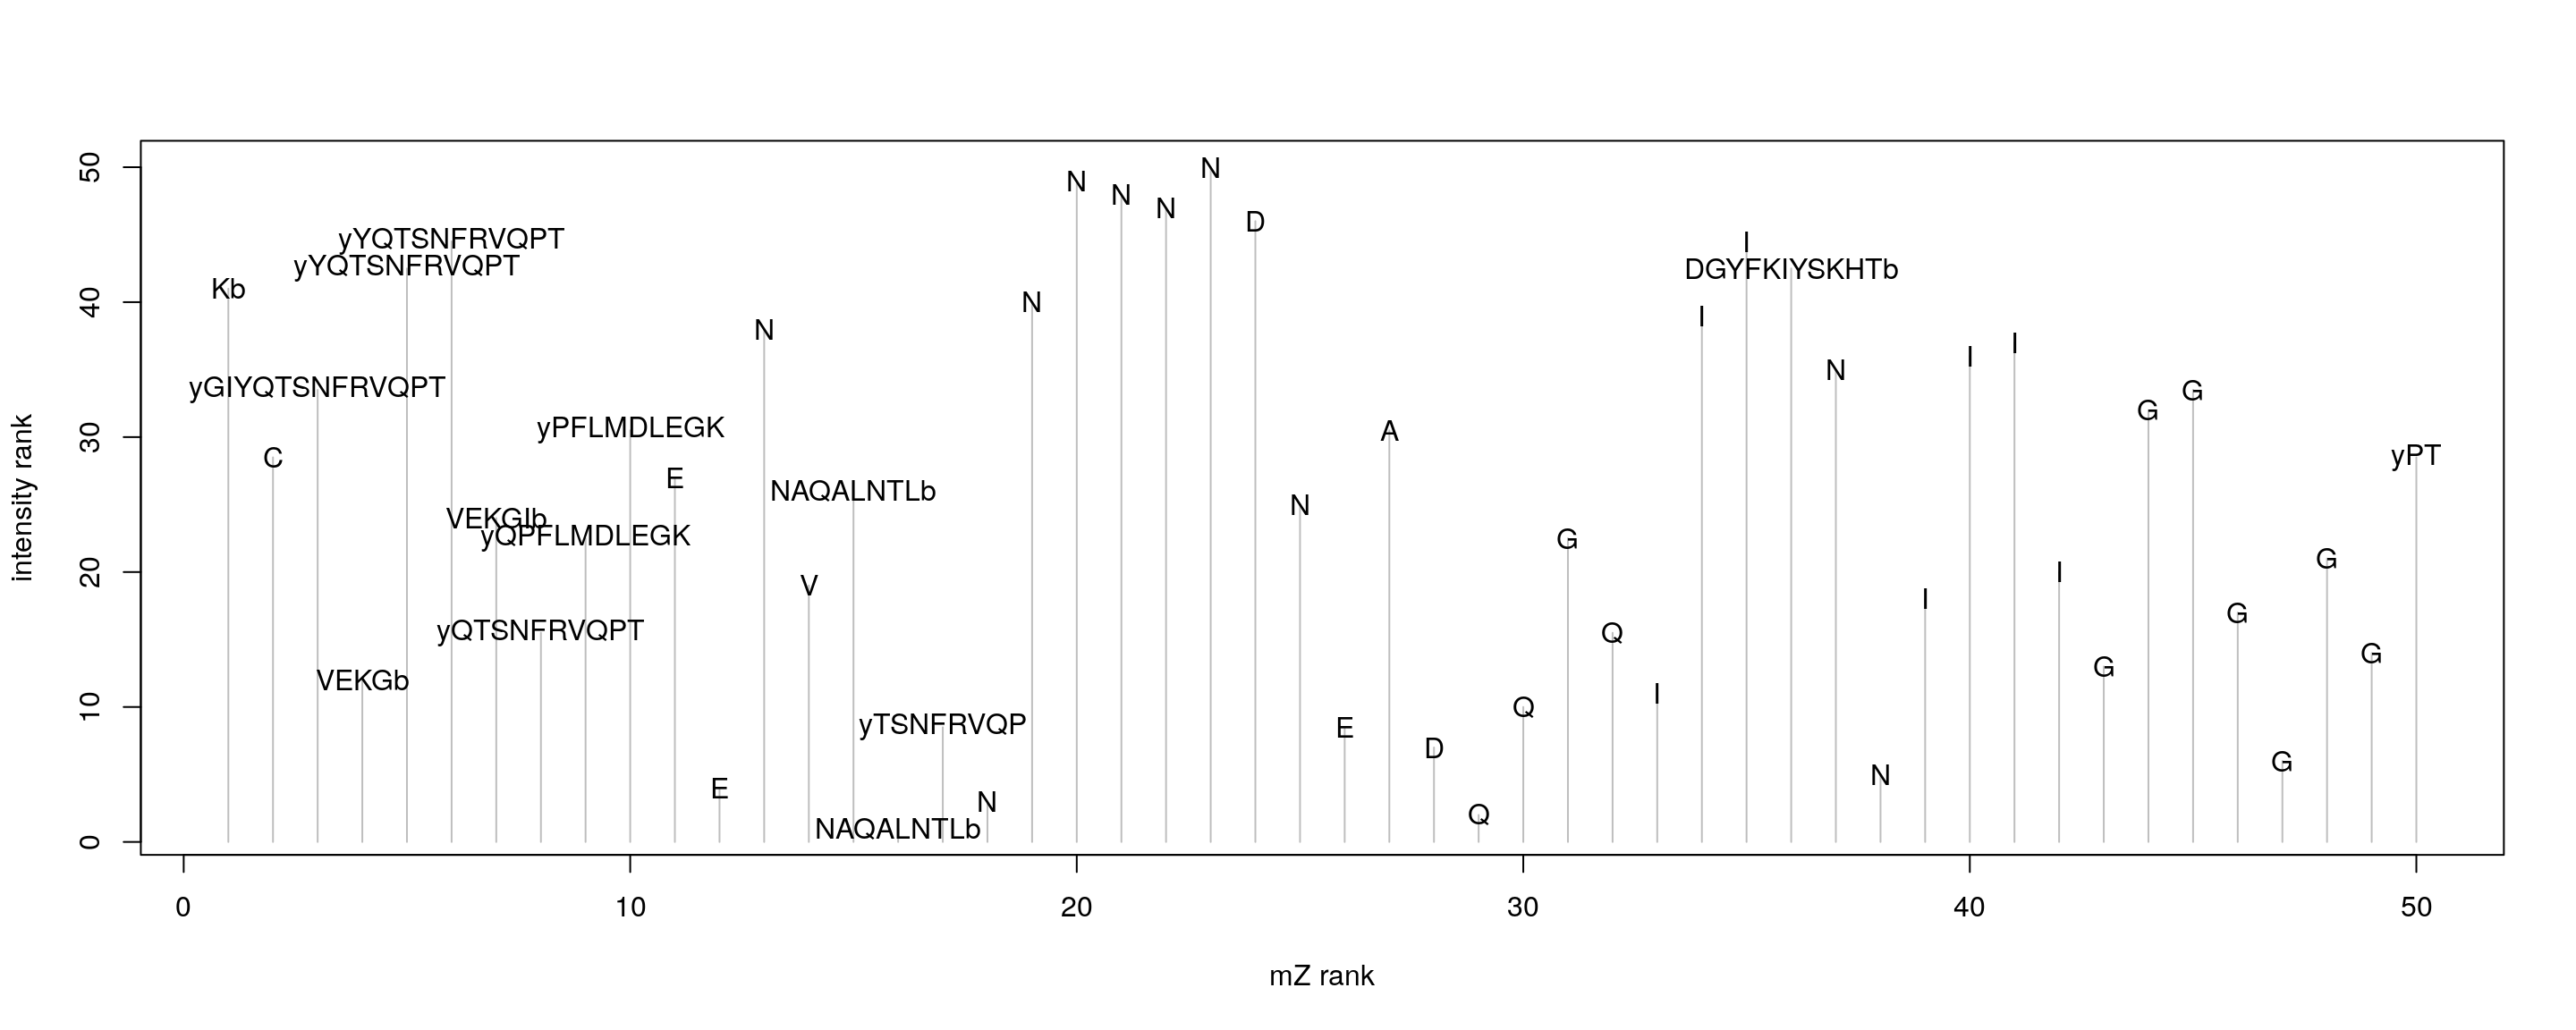 N
N
N
N
D
yYQTSNFRVQPT
I
yYQTSNFRVQPT
DGYFKIYSKHTb
Kb
N
I
N
I
I
N
yGIYQTSNFRVQPT
G
G
yPFLMDLEGK
A
C
yPT
E
NAQALNTLb
N
VEKGIb
yQPFLMDLEGK
G
G
V
I
I
G
yQTSNFRVQPT
Q
G
G
VEKGb
I
Q
yTSNFRVQP
E
D
G
N
E
N
Q
NAQALNTLb
50
40
30
20
10
0
intensity rank
0 10 20 30 40 50
mZ rank